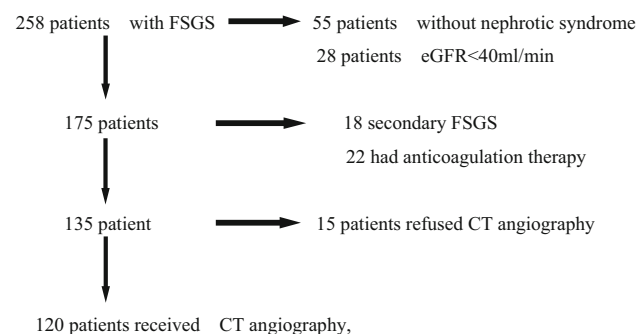 258 patients with FSGS
55 patients without nephrotic syndrome
28 patients eGFR<40ml/min
175 patients
18 secondary FSGS
22 had anticoagulation therapy
135 patient
15 patients refused CT angiography
120 patients received CT angiography,